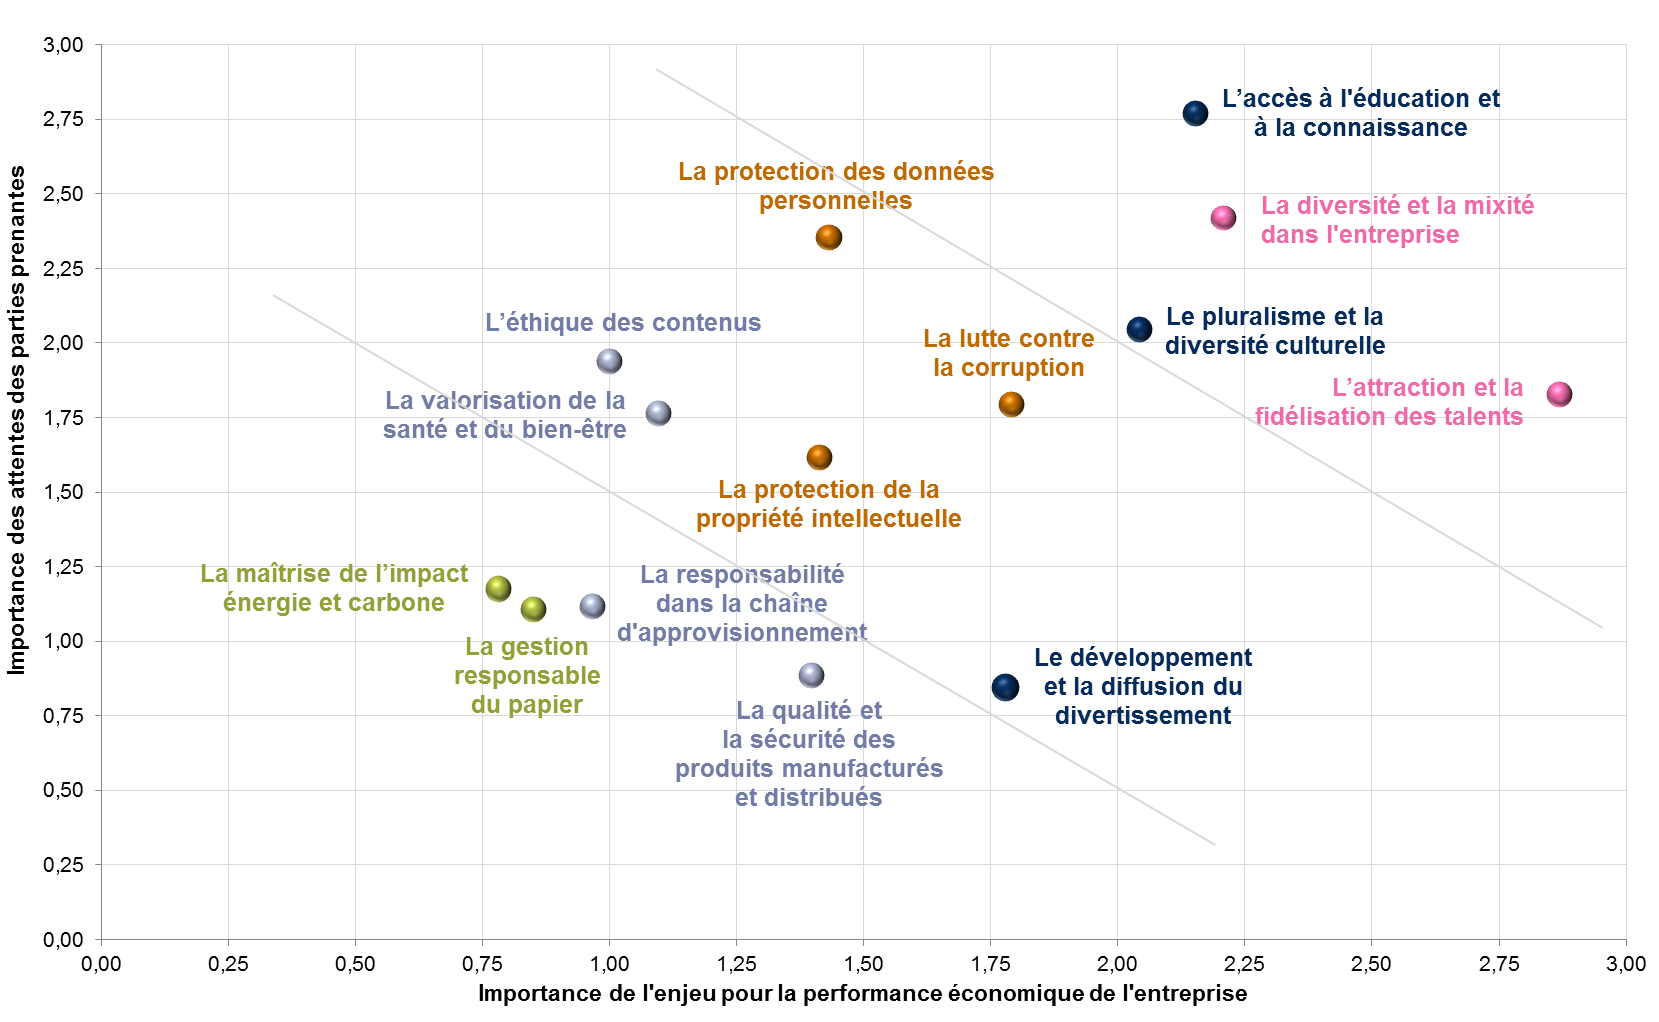 3,00
2,75
2,50
2,25
2,00
1,75
1,50
1,25
1,00
0,75
0,50
0,25
0,00
Importance des attentes des parties prenantes
L’accès à l'éducation et
à la connaissance
La protection des données
personnelles
La diversité et la mixité
dans l'entreprise
L’éthique des contenus
La lutte contre
la corruption
Le pluralisme et la
diversité culturelle
La valorisation de la
santé et du bien-être
L’attraction et la
fidélisation des talents
La protection de la
propriété intellectuelle
La maîtrise de l’impact
énergie et carbone
La responsabilité
dans la chaîne
d'approvisionnement
La gestion
responsable
du papier
Le développement
et la diffusion du
divertissement
La qualité et
la sécurité des
produits manufacturés
et distribués
0,00 0,25 0,50 0,75 1,00 1,25 1,50 1,75 2,00 2,25 2,50 2,75 3,00
Importance de l'enjeu pour la performance économique de l'entreprise